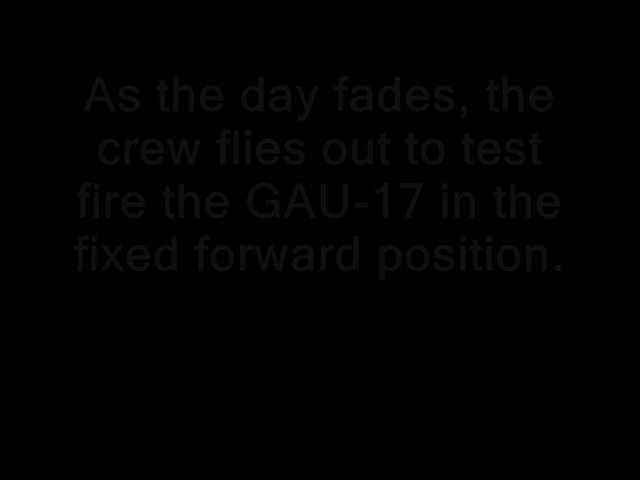 As the day fades, the
crew flies out to test
fire the GAU-17 in the
fixed forward position.